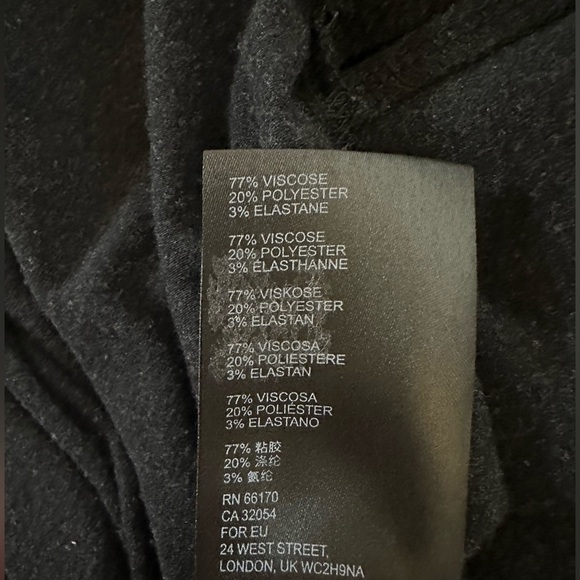 77% VISCOSE
20% POLYESTER
3% ELASTANE
77% VISCOSE
20% POLYESTER
3% ÉLASTHANNE
77% VISKOSE
20% POLYESTER
3% ELASTAN
77% VISCOSA
20% POLIESTERE
3% ELASTAN
77% VISCOSA
20% POLIÉSTER
3% ELASTANO
77% 粘胶
20% 涤纶
3% 氨纶
RN 66170
CA 32054
FOR EU
24 WEST STREET,
LONDON, UK WC2H9NA